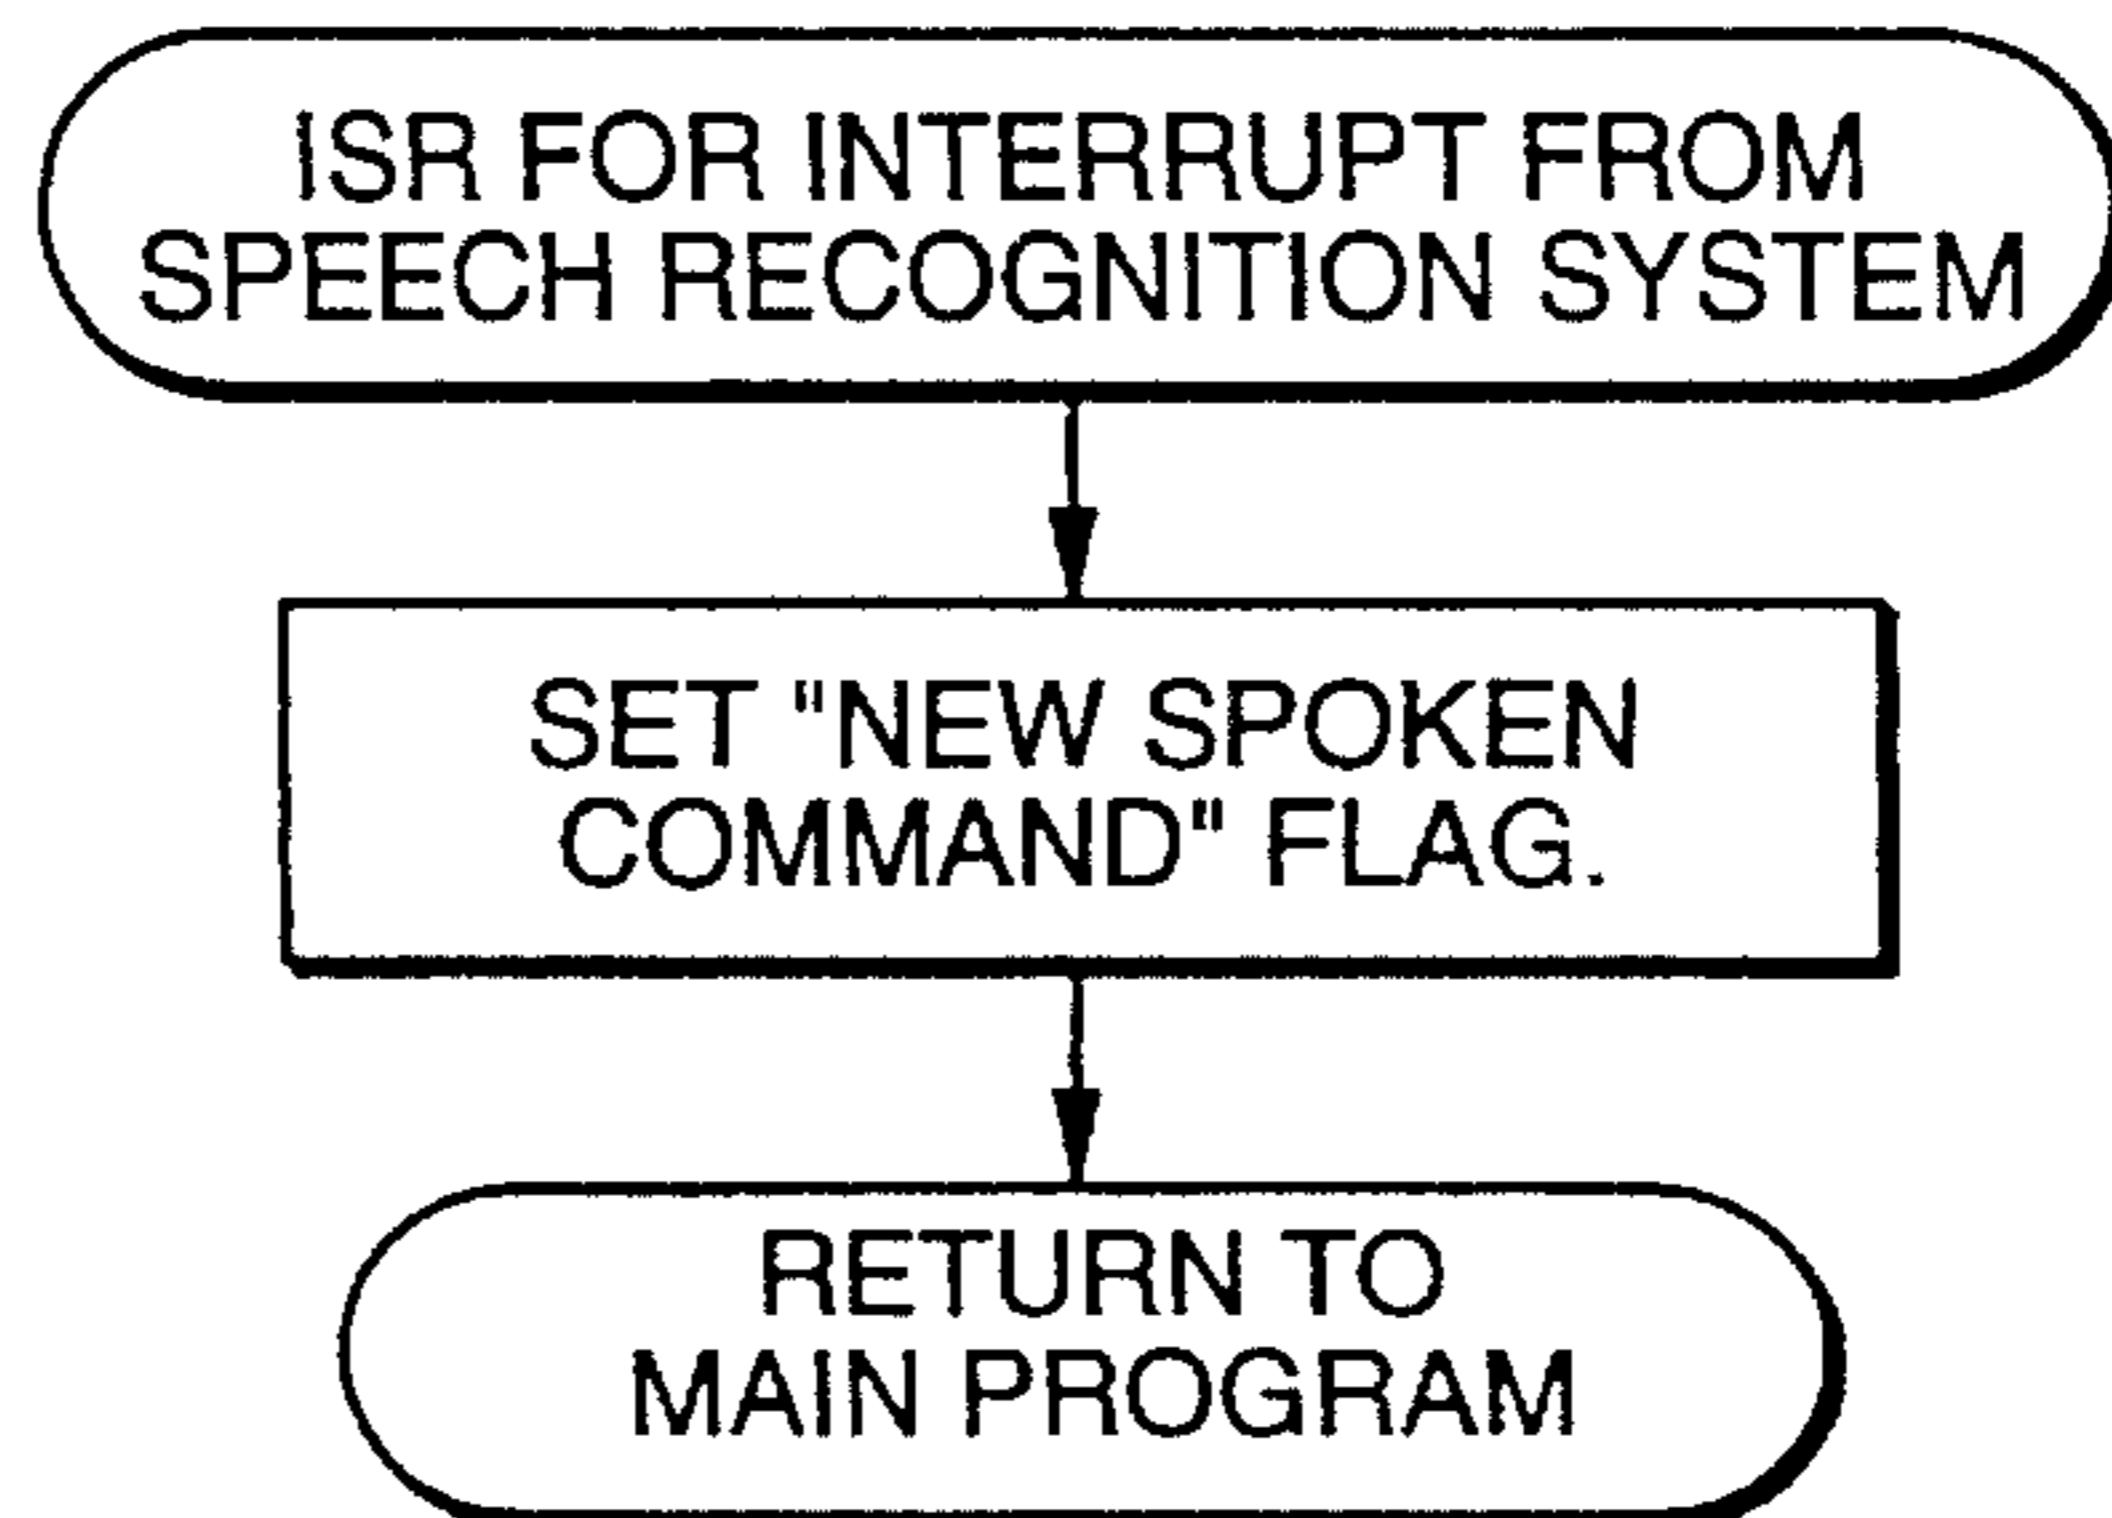 ISR FOR INTERRUPT FROM
SPEECH RECOGNITION SYSTEM
SET "NEW SPOKEN
COMMAND" FLAG.
RETURN TO
MAIN PROGRAM